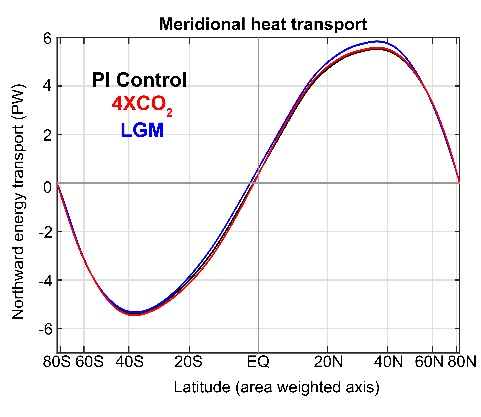 Meridional heat transport
PI Control
4XCO₂
LGM
Northward energy transport (PW)
6
4
2
0
-2
-4
-6
80S 60S 40S 20S EQ 20N 40N 60N 80N
Latitude (area weighted axis)